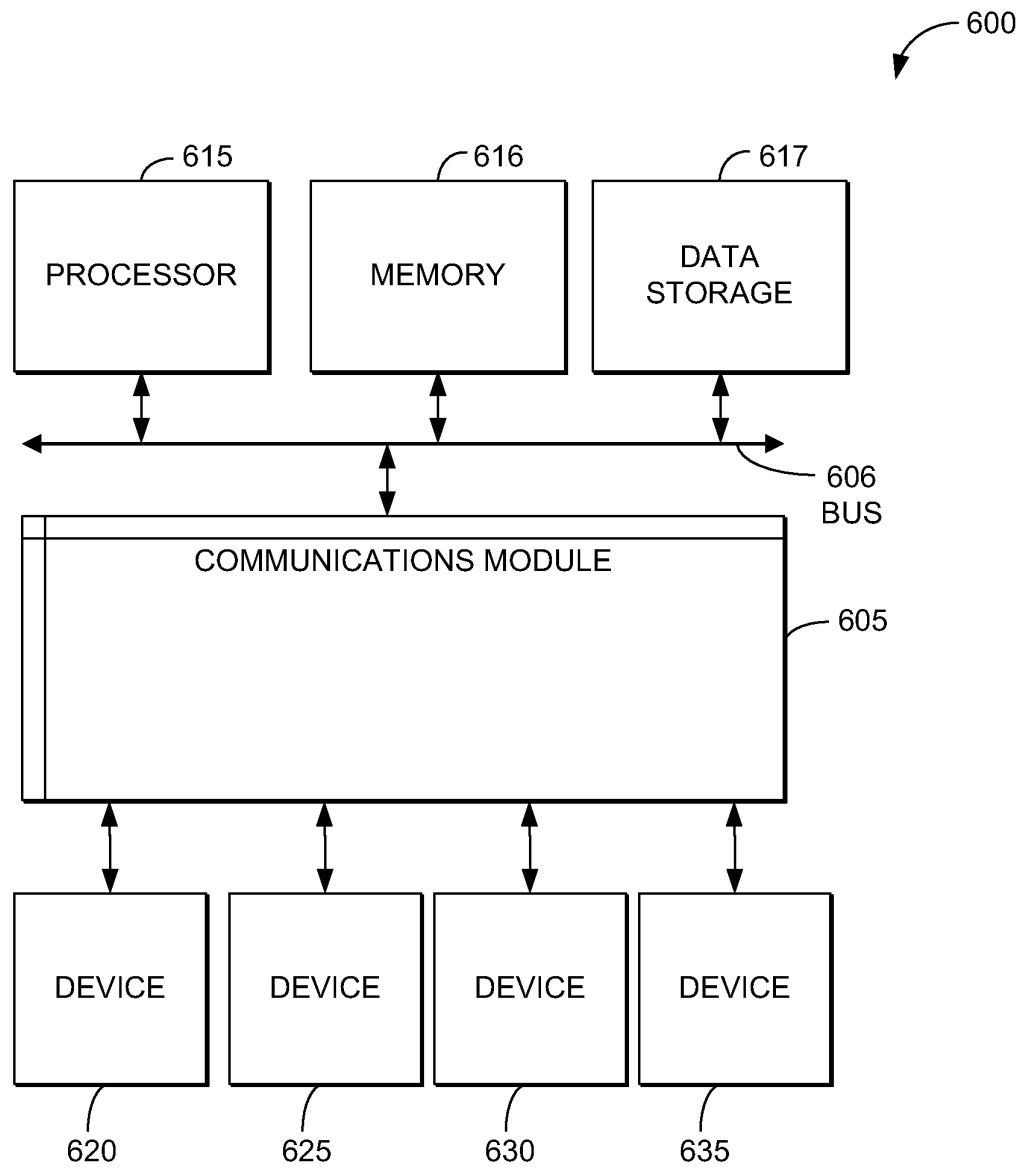 600
615
616
617
PROCESSOR
MEMORY
DATA
STORAGE
606
BUS
COMMUNICATIONS MODULE
605
DEVICE
DEVICE
DEVICE
DEVICE
620
625
630
635